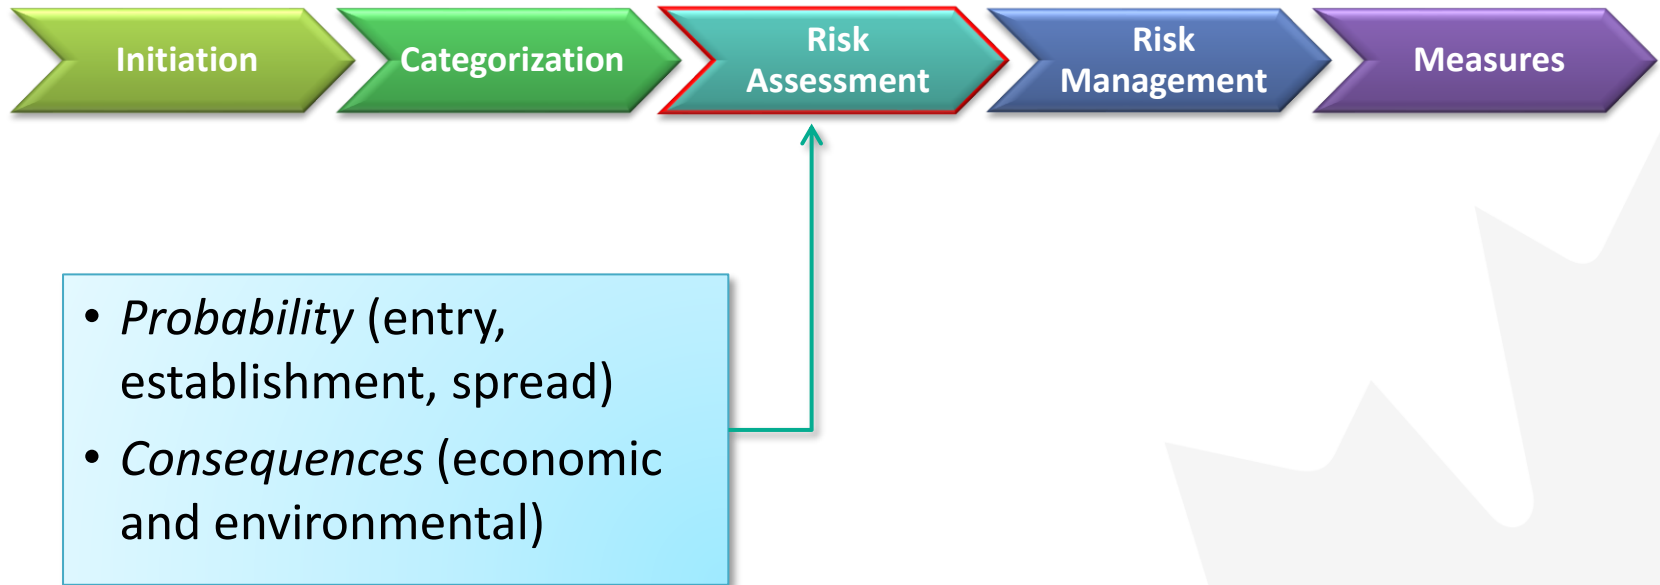 Initiation
Categorization
Risk
Assessment
Risk
Management
Measures
• Probability (entry,
establishment, spread)
• Consequences (economic
and environmental)